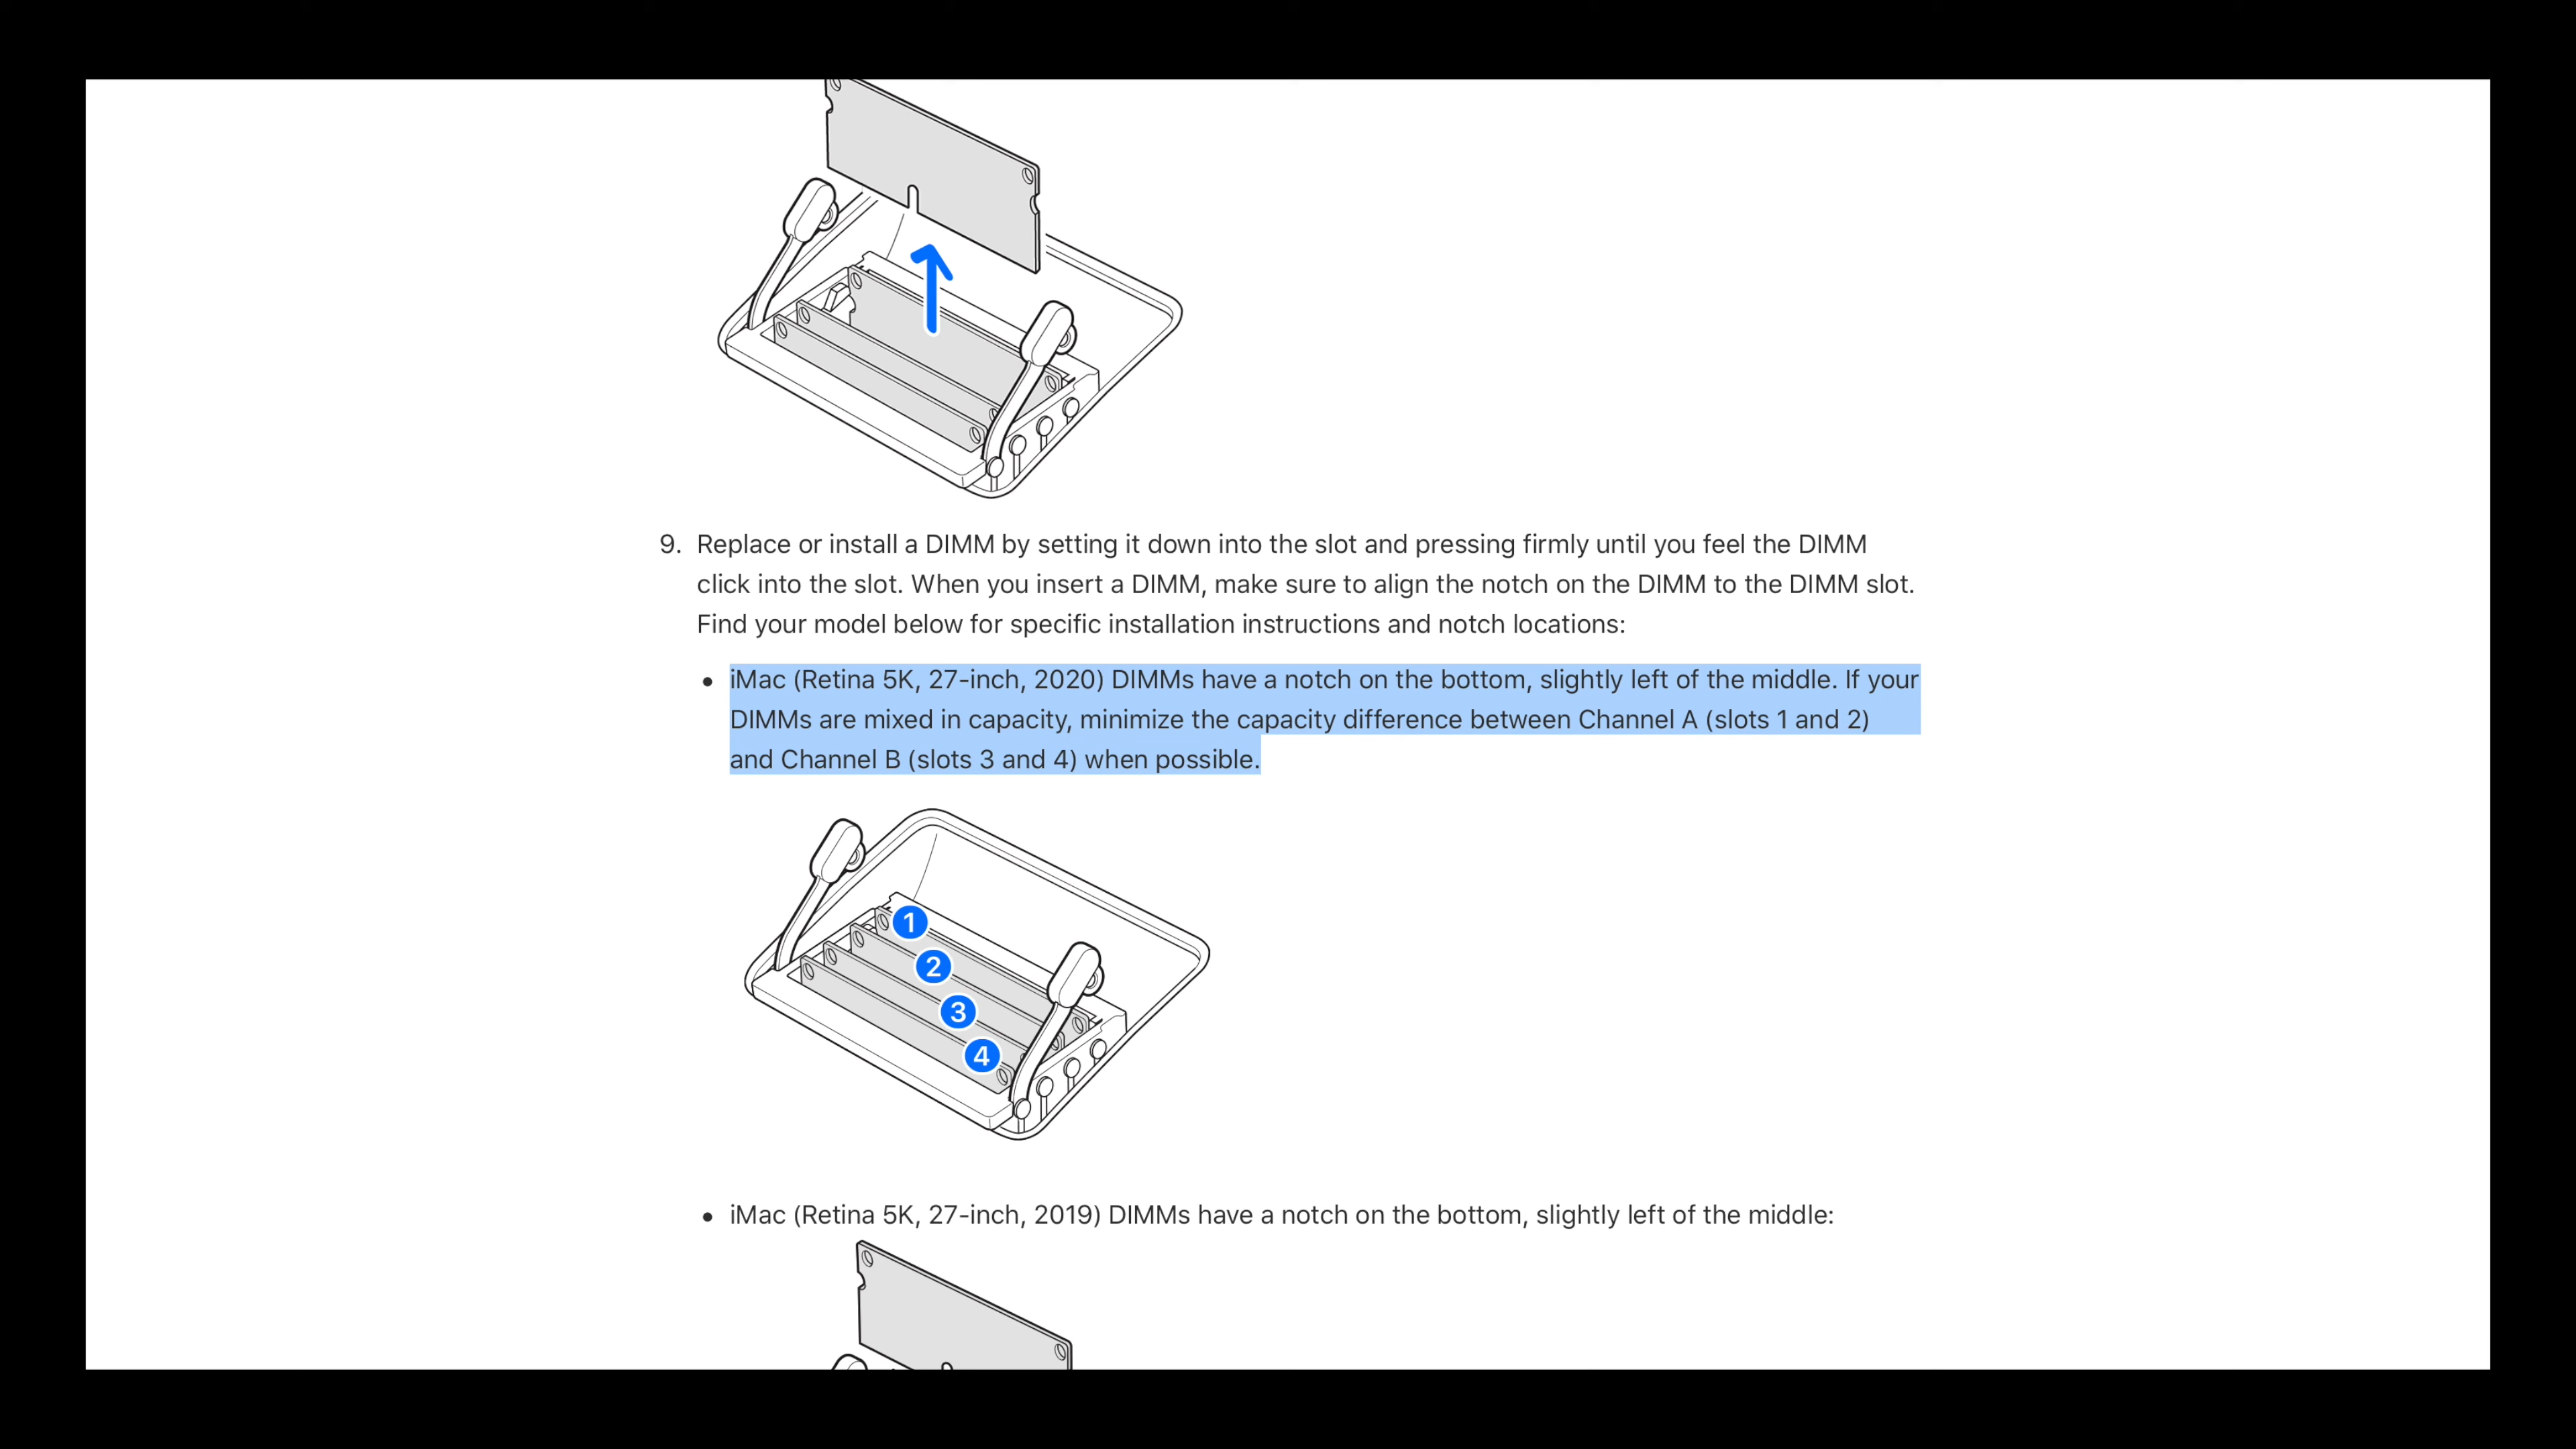 9. Replace or install a DIMM by setting it down into the slot and pressing firmly until you feel the DIMM
click into the slot. When you insert a DIMM, make sure to align the notch on the DIMM to the DIMM slot.
Find your model below for specific installation instructions and notch locations:
• iMac (Retina 5K, 27-inch, 2020) DIMMs have a notch on the bottom, slightly left of the middle. If your
DIMMs are mixed in capacity, minimize the capacity difference between Channel A (slots 1 and 2)
and Channel B (slots 3 and 4) when possible.
1
2
3
4
• iMac (Retina 5K, 27-inch, 2019) DIMMs have a notch on the bottom, slightly left of the middle: